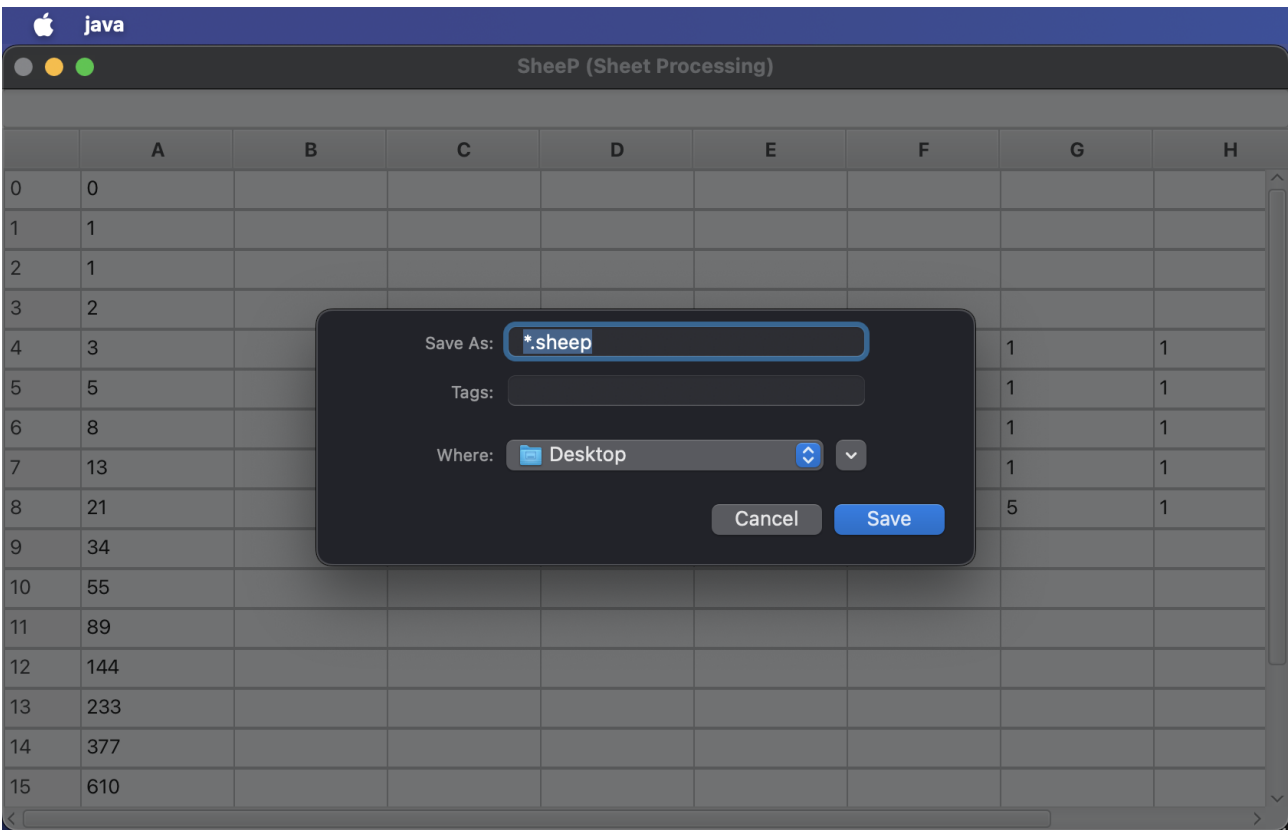 java
SheeP (Sheet Processing)
A B C D E F G H
0 0
1 1
2 1
3 2
Save As: *.sheep
4 3 1 1
Tags:
5 5 1 1
6 8 1 1
Where: Desktop
7 13 1 1
8 21 5 1
Cancel Save
9 34
10 55
11 89
12 144
13 233
14 377
15 610